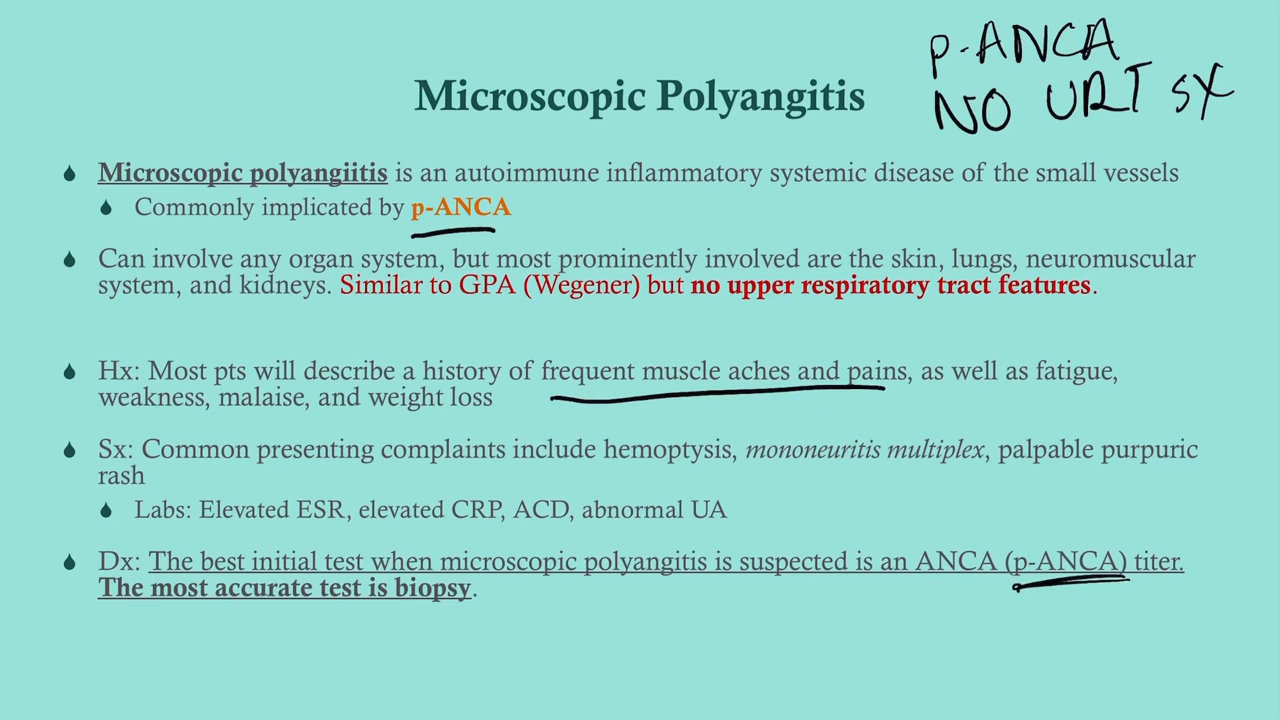 p-ANCA
NO URT SX
Microscopic Polyangitis
Microscopic polyangiitis is an autoimmune inflammatory systemic disease of the small vessels
Commonly implicated by p-ANCA
Can involve any organ system, but most prominently involved are the skin, lungs, neuromuscular
system, and kidneys. Similar to GPA (Wegener) but no upper respiratory tract features.
Hx: Most pts will describe a history of frequent muscle aches and pains, as well as fatigue,
weakness, malaise, and weight loss
Sx: Common presenting complaints include hemoptysis, mononeuritis multiplex, palpable purpuric
rash
Labs: Elevated ESR, elevated CRP, ACD, abnormal UA
Dx: The best initial test when microscopic polyangitis is suspected is an ANCA (p-ANCA) titer.
The most accurate test is biopsy.